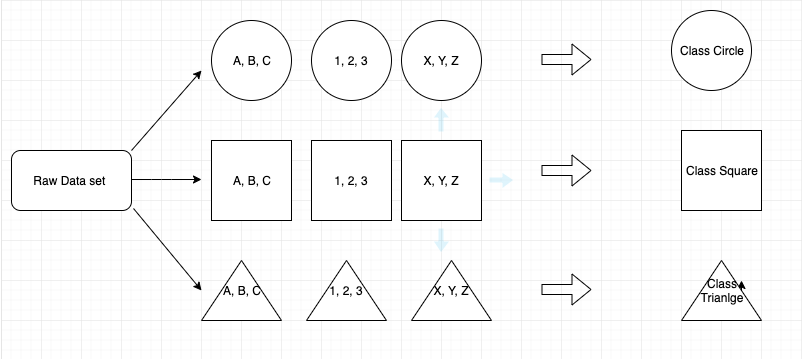 A, B, C
1, 2, 3
X, Y, Z
Class Circle
Raw Data set
A, B, C
1, 2, 3
X, Y, Z
Class Square
A, B, C
1, 2, 3
X, Y, Z
Class
Trianlge